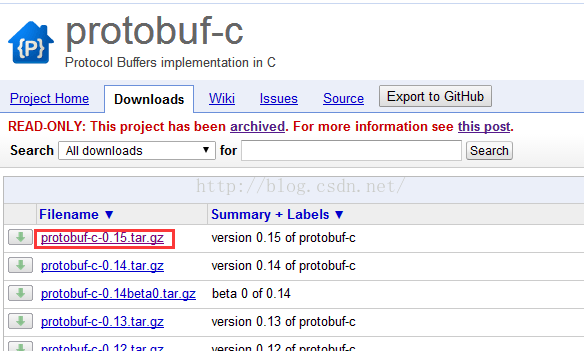 {P}
protobuf-c
Protocol Buffers implementation in C
Project Home Downloads Wiki Issues Source Export to GitHub
READ-ONLY: This project has been archived. For more information see this post.
Search All downloads ▼ for Search
http://blog.csdn.net/
Filename ▼ Summary + Labels ▼
protobuf-c-0.15.tar.gz version 0.15 of protobuf-c
protobuf-c-0.14.tar.gz version 0.14 of protobuf-c
protobuf-c-0.14beta0.tar.gz beta 0 of 0.14
protobuf-c-0.13.tar.gz version 0.13 of protobuf-c
protobuf-c-0.12.tar.gz version 0.12 of protobuf-c